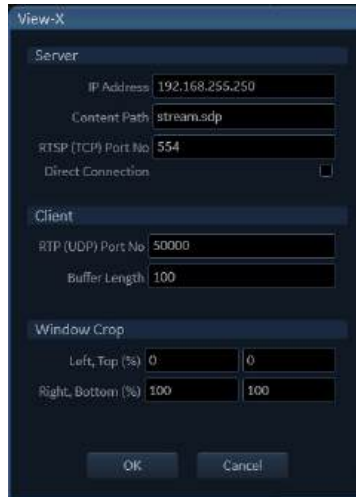 View-X
Server
IP Address 192.168.255.250
Content Path stream.sdp
RTSP (TCP) Port No 554
Direct Connection
Client
RTP (UDP) Port No 50000
Buffer Length 100
Window Crop
Left, Top (%) 0 0
Right, Bottom (%) 100 100
OK Cancel